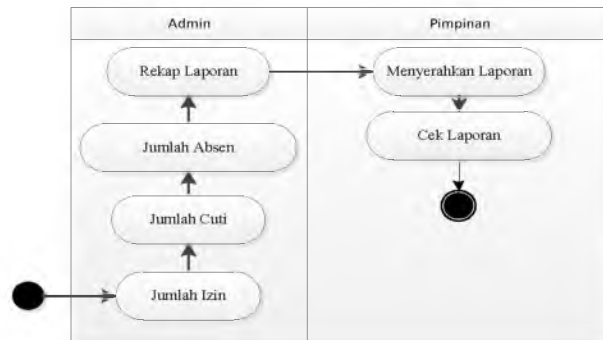 Admin
Pimpinan
Rekap Laporan
Menyerahkan Laporan
Jumlah Absen
Cek Laporan
Jumlah Cuti
Jumlah Izin